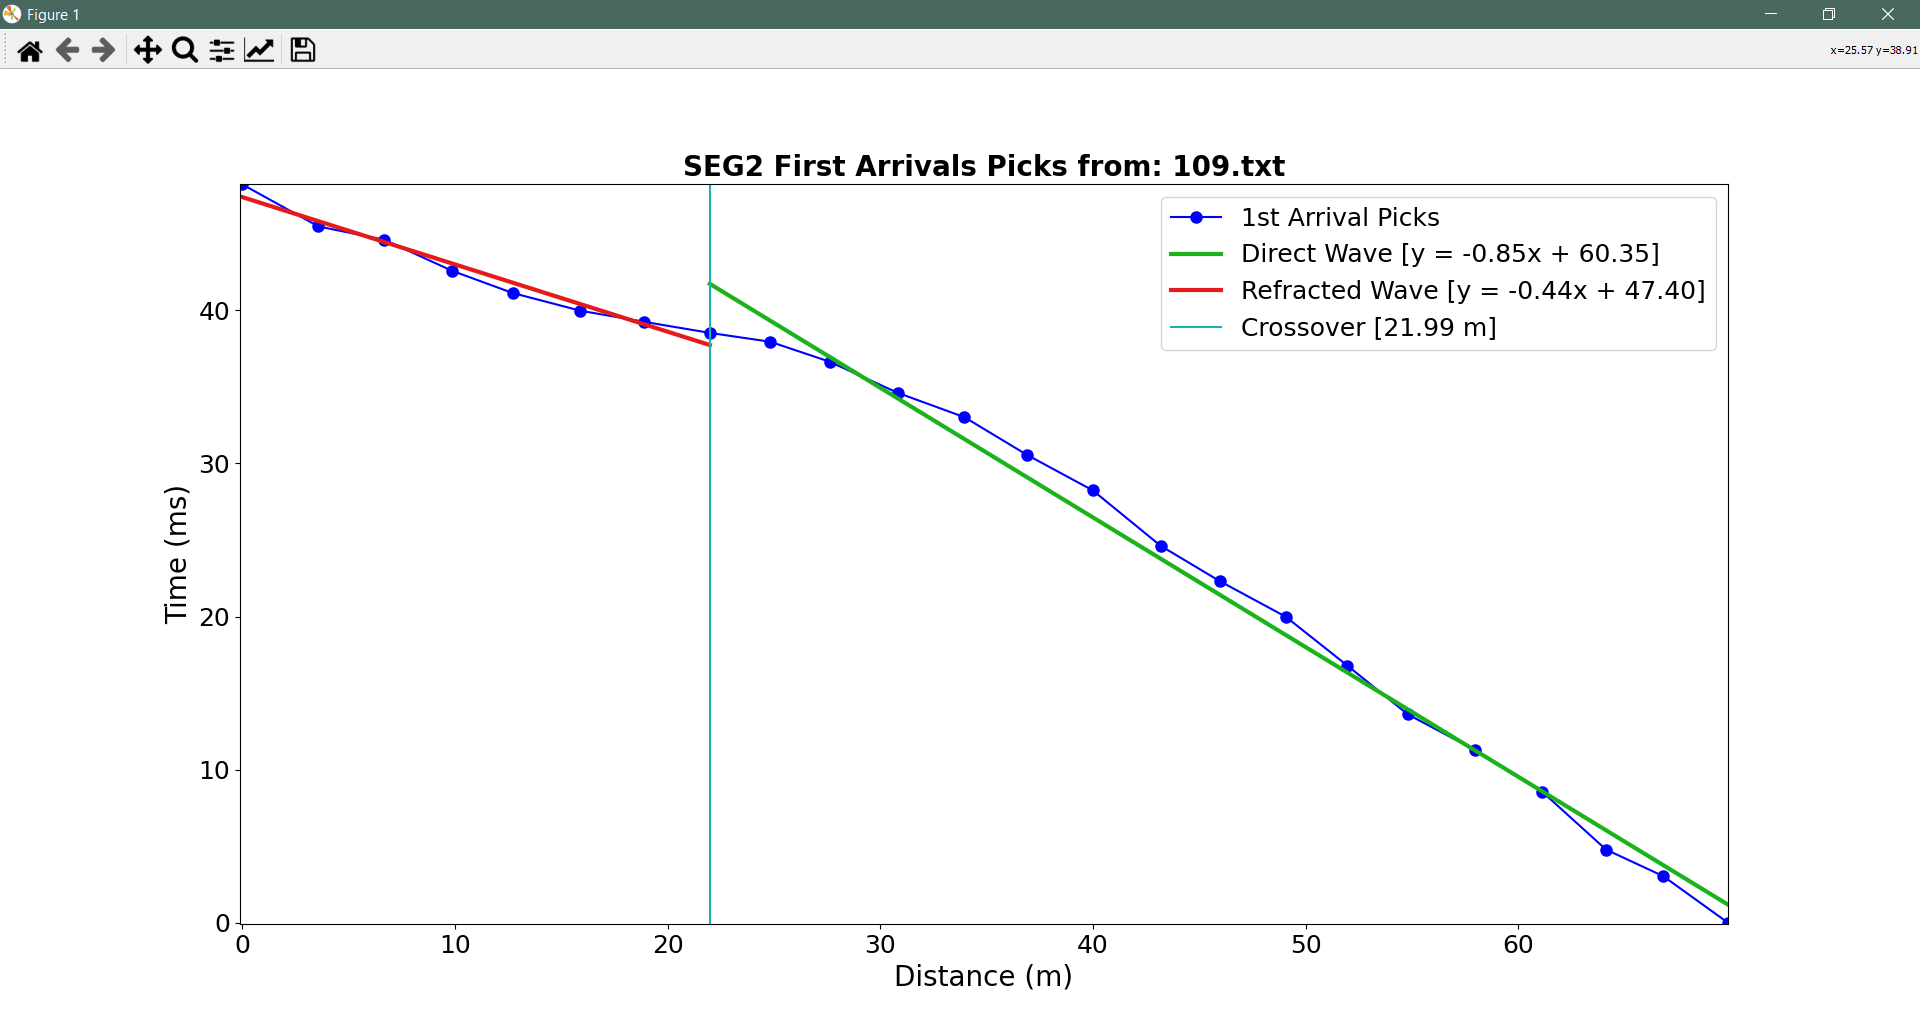 Figure 1
x=25.57 y=38.91
SEG2 First Arrivals Picks from: 109.txt
1st Arrival Picks
Direct Wave [y = -0.85x + 60.35]
Refracted Wave [y = -0.44x + 47.40]
Crossover [21.99 m]
Time (ms)
40
30
20
10
0
0 10 20 30 40 50 60
Distance (m)